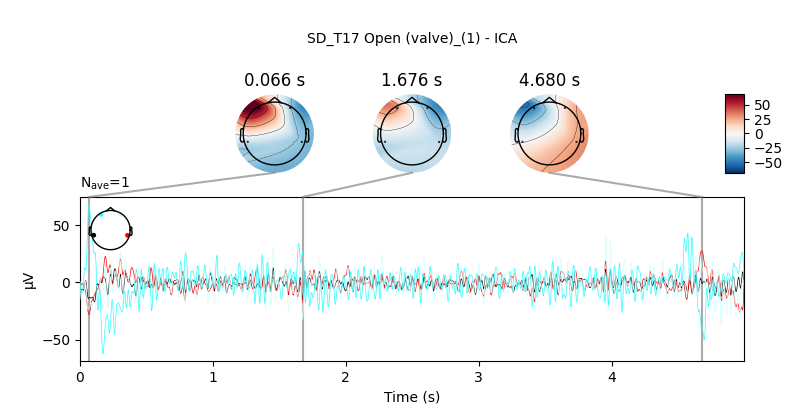 SD_T17 Open (valve)_(1) - ICA
0.066 s
1.676 s
4.680 s
50
25
0
−25
−50
Nave=1
50
0
−50
µV
0
1
2
3
4
Time (s)